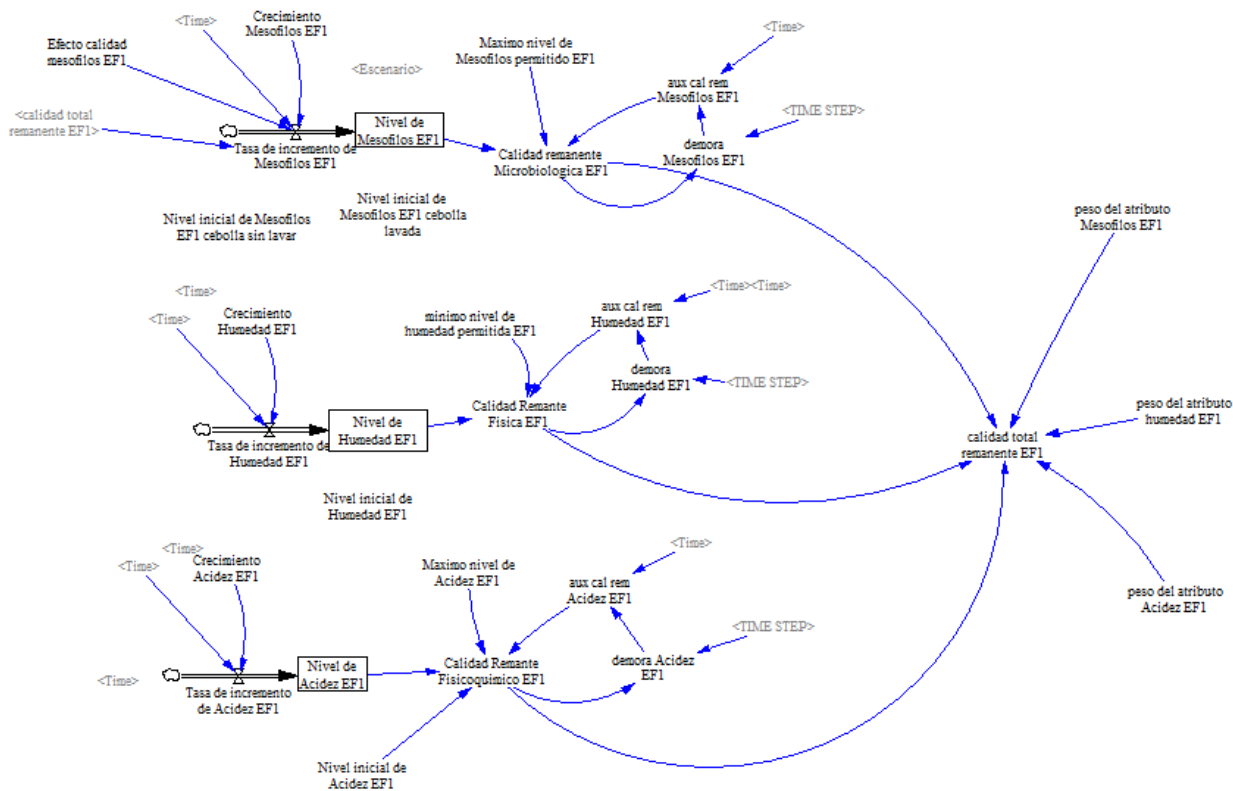 <Time>
Crecimiento
Mesofilos EF1
Efecto calidad
mesofilos EF1
<Escenario>
Maximo nivel de
Mesofilos permitido EF1
<Time>
aux cal rem
Mesofilos EF1
<calidad total
remanente EF1>
Nivel de
Mesofilos EF1
<TIME STEP>
Tasa de incremento de
Mesofilos EF1
Calidad remanente
Microbiologica EF1
demora
Mesofilos EF1
Nivel inicial de Mesofilos
EF1 cebolla sin lavar
Nivel inicial de
Mesofilos EF1 cebolla
lavada
peso del atributo
Mesofilos EF1
<Time>
<Time>
Crecimiento
Humedad EF1
minimo nivel de
humedad permitida EF1
<Time><Time>
aux cal rem
Humedad EF1
demora
Humedad EF1
<TIME STEP>
Nivel de
Humedad EF1
Tasa de incremento de
Humedad EF1
Calidad Remante
Fisica EF1
peso del atributo
humedad EF1
calidad total
remanente EF1
Nivel inicial de
Humedad EF1
<Time>
<Time>
Crecimiento
Acidez EF1
Maximo nivel de
Acidez EF1
<Time>
aux cal rem
Acidez EF1
peso del atributo
Acidez EF1
<TIME STEP>
<Time>
Nivel de
Acidez EF1
Tasa de incremento
de Acidez EF1
Calidad Remante
Fisicoquimico EF1
demora Acidez
EF1
Nivel inicial de
Acidez EF1